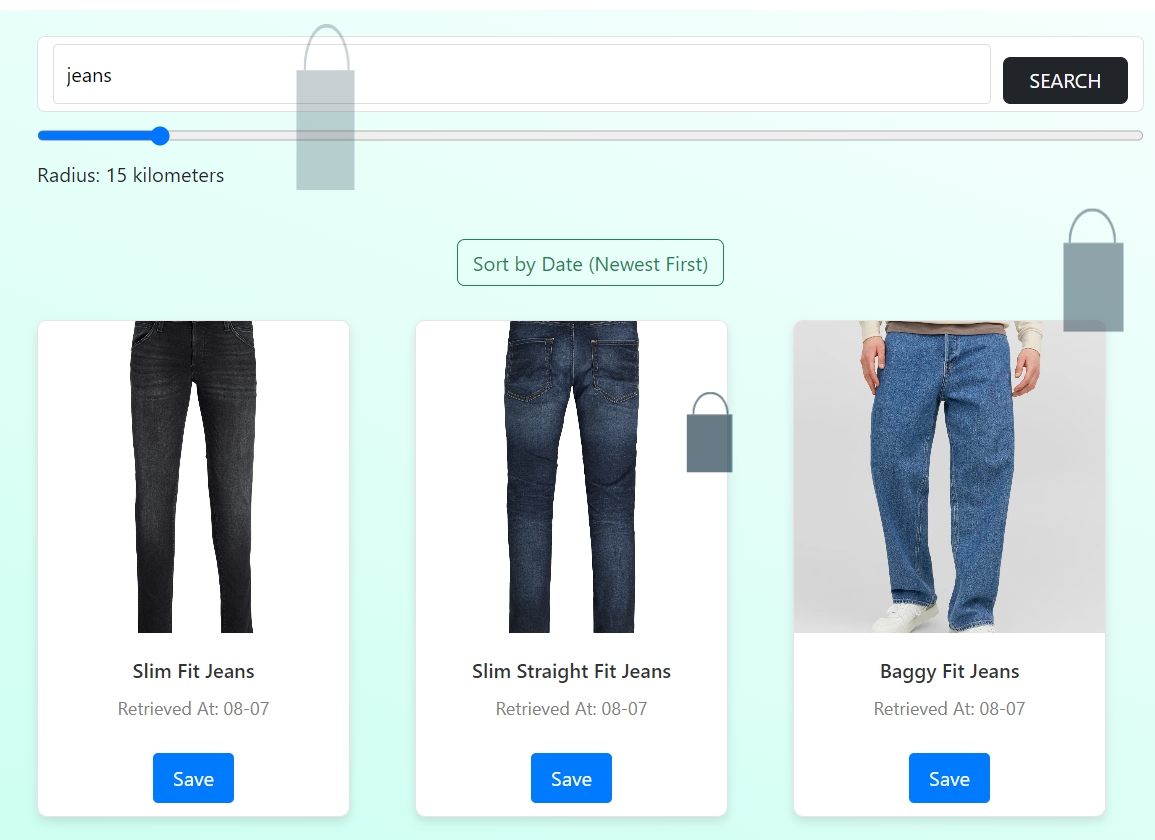 jeans
SEARCH
Radius: 15 kilometers
Sort by Date (Newest First)
Slim Fit Jeans
Retrieved At: 08-07
Save
Slim Straight Fit Jeans
Retrieved At: 08-07
Save
Baggy Fit Jeans
Retrieved At: 08-07
Save